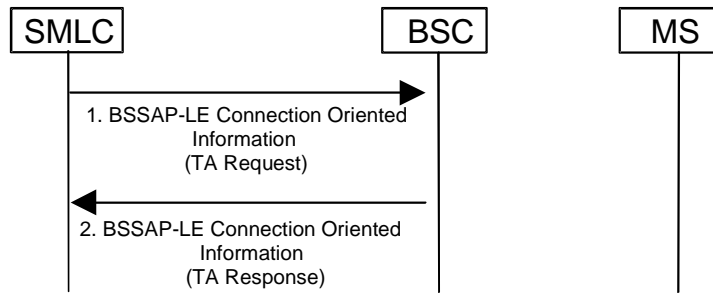 SMLC
BSC
MS
1. BSSAP-LE Connection Oriented
Information
(TA Request)
2. BSSAP-LE Connection Oriented
Information
(TA Response)